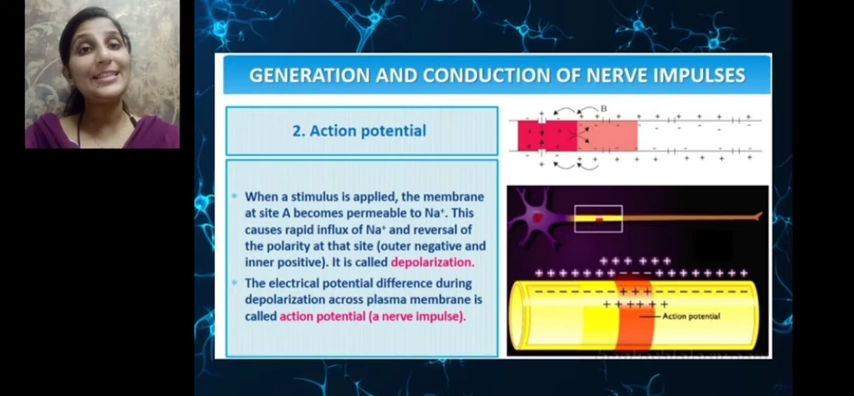 GENERATION AND CONDUCTION OF NERVE IMPULSES
2. Action potential
When a stimulus is applied, the membrane
at site A becomes permeable to Na⁺. This
causes rapid influx of Na⁺ and reversal of
the polarity at that site (outer negative and
inner positive). It is called depolarization.
The electrical potential difference during
depolarization across plasma membrane is
called action potential (a nerve impulse).
B
Action potential